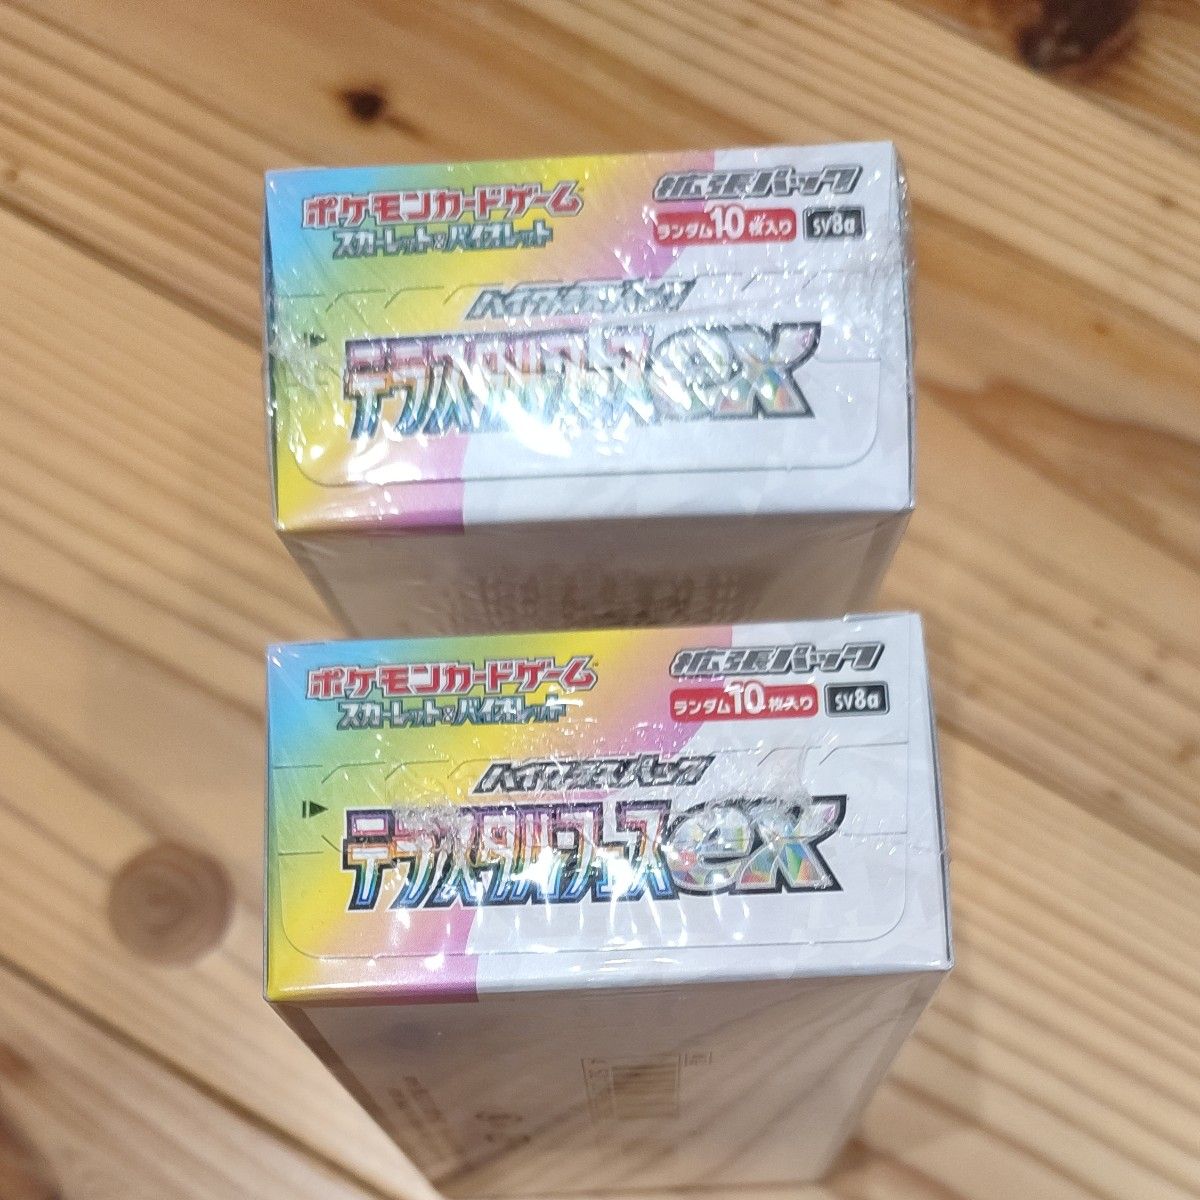 ポケモンカードゲーム
スカーレット&バイオレット
拡張パック
ランダム10枚入り
sv8a
ハイクラスパック
テラスタルフェスex
ポケモンカードゲーム
スカーレット&バイオレット
拡張パック
ランダム10枚入り
sv8a
ハイクラスパック
テラスタルフェスex